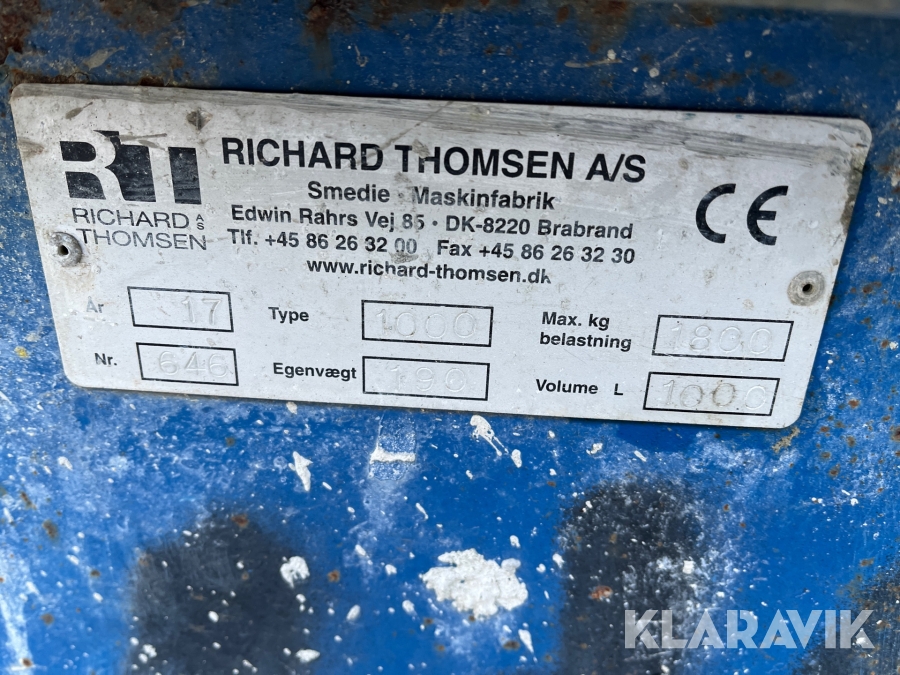 RTI
RICHARD A/S
THOMSEN
RICHARD THOMSEN A/S
Smedie · Maskinfabrik
Edwin Rahrs Vej 85 · DK-8220 Brabrand
Tlf. +45 86 26 32 00 Fax +45 86 26 32 30
www.richard-thomsen.dk
CE
År 17 Type 1000 Max. kg belastning 1800
Nr. 646 Egenvægt 190 Volume L 1000
KLARAVIK